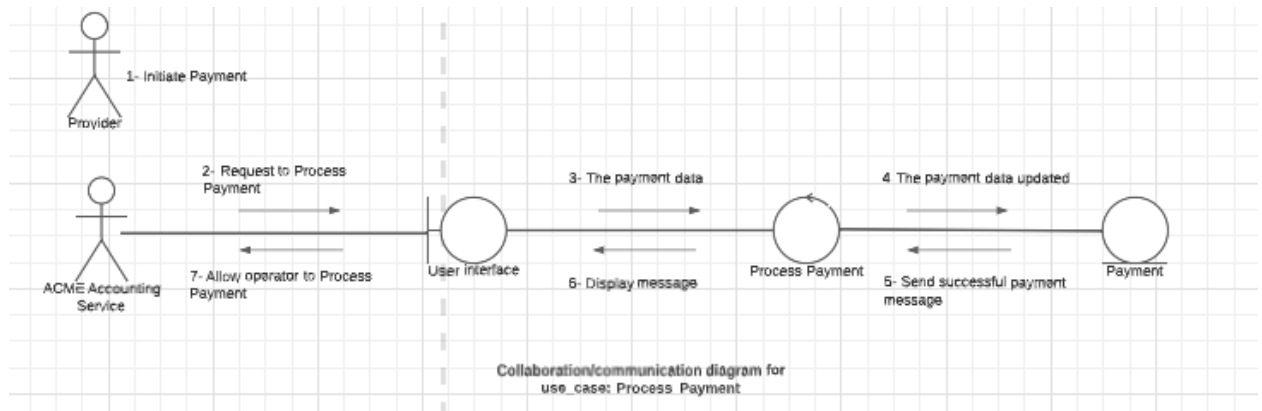 1- Initiate Payment
Provider
2- Request to Process
Payment
3- The payment data
4 The payment data updated
User interface
Process Payment
Payment
7- Allow operator to Process
Payment
6- Display message
5- Send successful payment
message
ACME Accounting
Service
Collaboration/communication diagram for
use_case: Process Payment